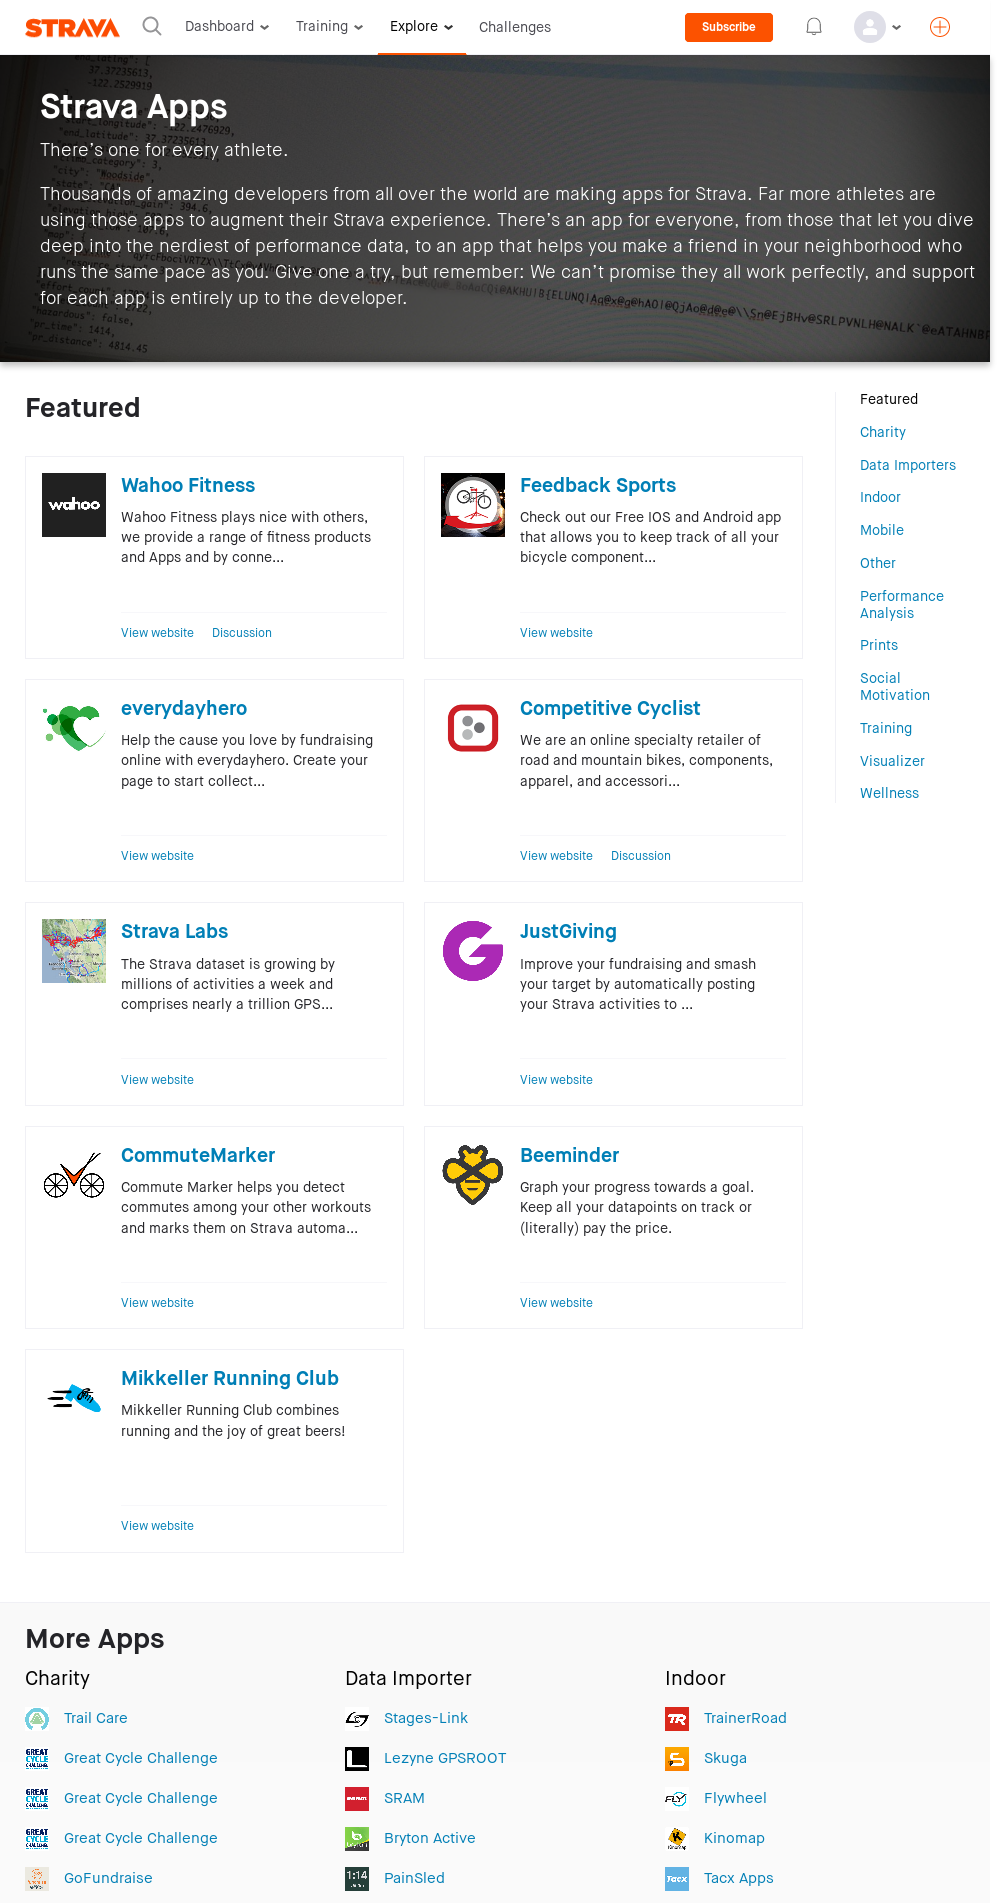 STRAVA
Dashboard
Training
Explore
Challenges
Subscribe
Strava Apps
There's one for every athlete.
Thousands of amazing developers from all over the world are making apps for Strava. Far more athletes are
using those apps to augment their Strava experience. There's an app for everyone, from those that let you dive
deep into the nerdiest of performance data, to an app that helps you make a friend in your neighborhood who
runs the same pace as you. Give one a try, but remember: We can't promise they all work perfectly, and support
for each app is entirely up to the developer.
Featured
wahoo
Wahoo Fitness
Wahoo Fitness plays nice with others,
we provide a range of fitness products
and Apps and by conne...
View website
Discussion
Feedback Sports
Check out our Free IOS and Android app
that allows you to keep track of all your
bicycle component...
View website
everydayhero
Help the cause you love by fundraising
online with everydayhero. Create your
page to start collect...
View website
Competitive Cyclist
We are an online specialty retailer of
road and mountain bikes, components,
apparel, and accessori...
View website
Discussion
Strava Labs
The Strava dataset is growing by
millions of activities a week and
comprises nearly a trillion GPS...
View website
JustGiving
Improve your fundraising and smash
your target by automatically posting
your Strava activities to ...
View website
CommuteMarker
Commute Marker helps you detect
commutes among your other workouts
and marks them on Strava automa...
View website
Beeminder
Graph your progress towards a goal.
Keep all your datapoints on track or
(literally) pay the price.
View website
Mikkeller Running Club
Mikkeller Running Club combines
running and the joy of great beers!
View website
Featured
Charity
Data Importers
Indoor
Mobile
Other
Performance
Analysis
Prints
Social
Motivation
Training
Visualizer
Wellness
More Apps
Charity
Trail Care
GREAT
CYCLE
Great Cycle Challenge
GREAT
CYCLE
Great Cycle Challenge
GREAT
CYCLE
Great Cycle Challenge
GoFundraise
Data Importer
Stages-Link
L
Lezyne GPSROOT
SRAM
Bryton Active
1:14
PainSled
Indoor
TR
TrainerRoad
S
Skuga
FLY
Flywheel
K
Kinomap
Tacx
Tacx Apps